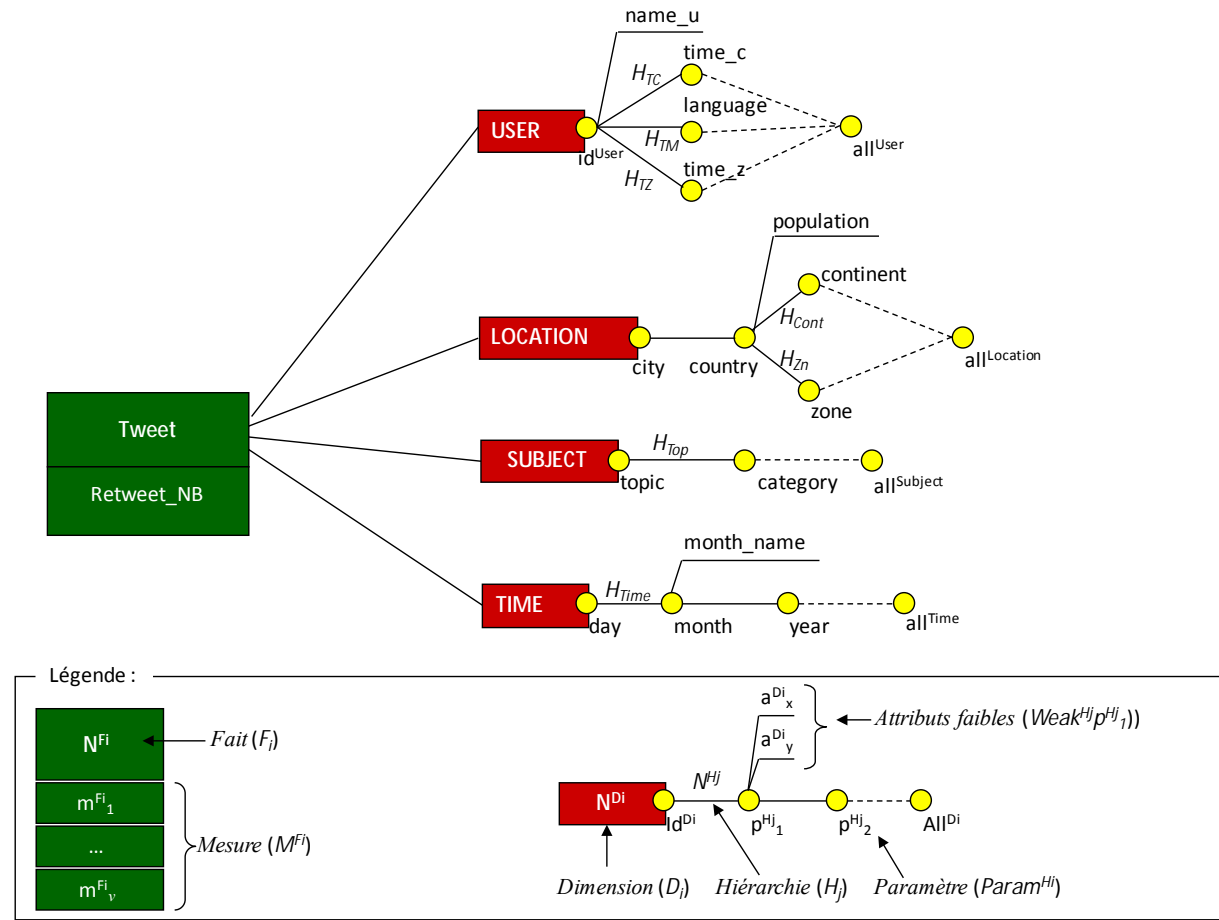 name_u
time_c
H_TC
language
USER
id^User
H_TM
all^User
H_TZ
time_z
population
continent
H_Cont
LOCATION
city
country
H_Zn
all^Location
zone
Tweet
Retweet_NB
SUBJECT
H_Top
topic
category
all^Subject
month_name
TIME
H_Time
day
month
year
all^Time
Légende :
N^Fi
Fait (F_i)
m^Fi_1
...
m^Fi_v
Mesure (M^Fi)
a^Di_x
a^Di_y
Attributs faibles (Weak^Hj p^Hj_1))
N^Di
N^Hj
Id^Di
p^Hj_1
p^Hj_2
All^Di
Dimension (D_i)
Hiérarchie (H_j)
Paramètre (Param^Hi)